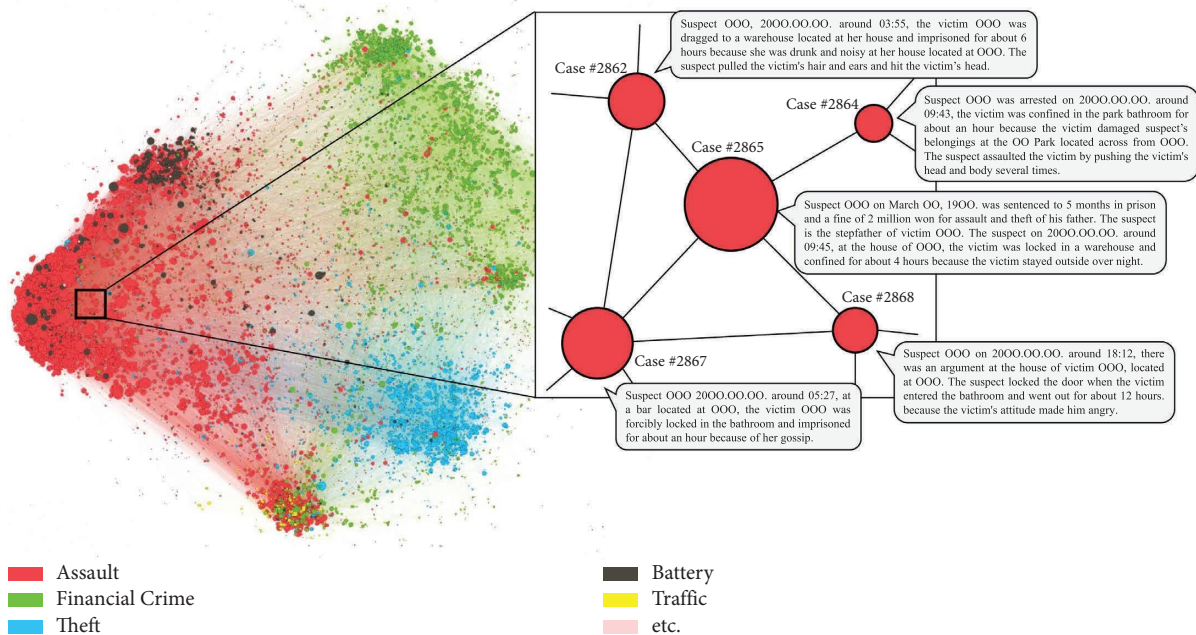 Suspect OOO, 20OO.OO.OO. around 03:55, the victim OOO was
dragged to a warehouse located at her house and imprisoned for about 6
hours because she was drunk and noisy at her house located at OOO. The
suspect pulled the victim's hair and ears and hit the victim's head.
Case #2862
Case #2864
Suspect OOO was arrested on 20OO.OO.OO. around
09:43, the victim was confined in the park bathroom for
about an hour because the victim damaged suspect's
belongings at the OO Park located across from OOO.
The suspect assaulted the victim by pushing the victim's
head and body several times.
Case #2865
Suspect OOO on March OO, 19OO. was sentenced to 5 months in prison
and a fine of 2 million won for assault and theft of his father. The suspect
is the stepfather of victim OOO. The suspect on 20OO.OO.OO. around
09:45, at the house of OOO, the victim was locked in a warehouse and
confined for about 4 hours because the victim stayed outside over night.
Case #2868
Case #2867
Suspect OOO on 20OO.OO.OO. around 18:12, there
was an argument at the house of victim OOO, located
at OOO. The suspect locked the door when the victim
entered the bathroom and went out for about 12 hours.
because the victim's attitude made him angry.
Suspect OOO 20OO.OO.OO. around 05:27, at
a bar located at OOO, the victim OOO was
forcibly locked in the bathroom and imprisoned
for about an hour because of her gossip.
Assault
Financial Crime
Theft
Battery
Traffic
etc.